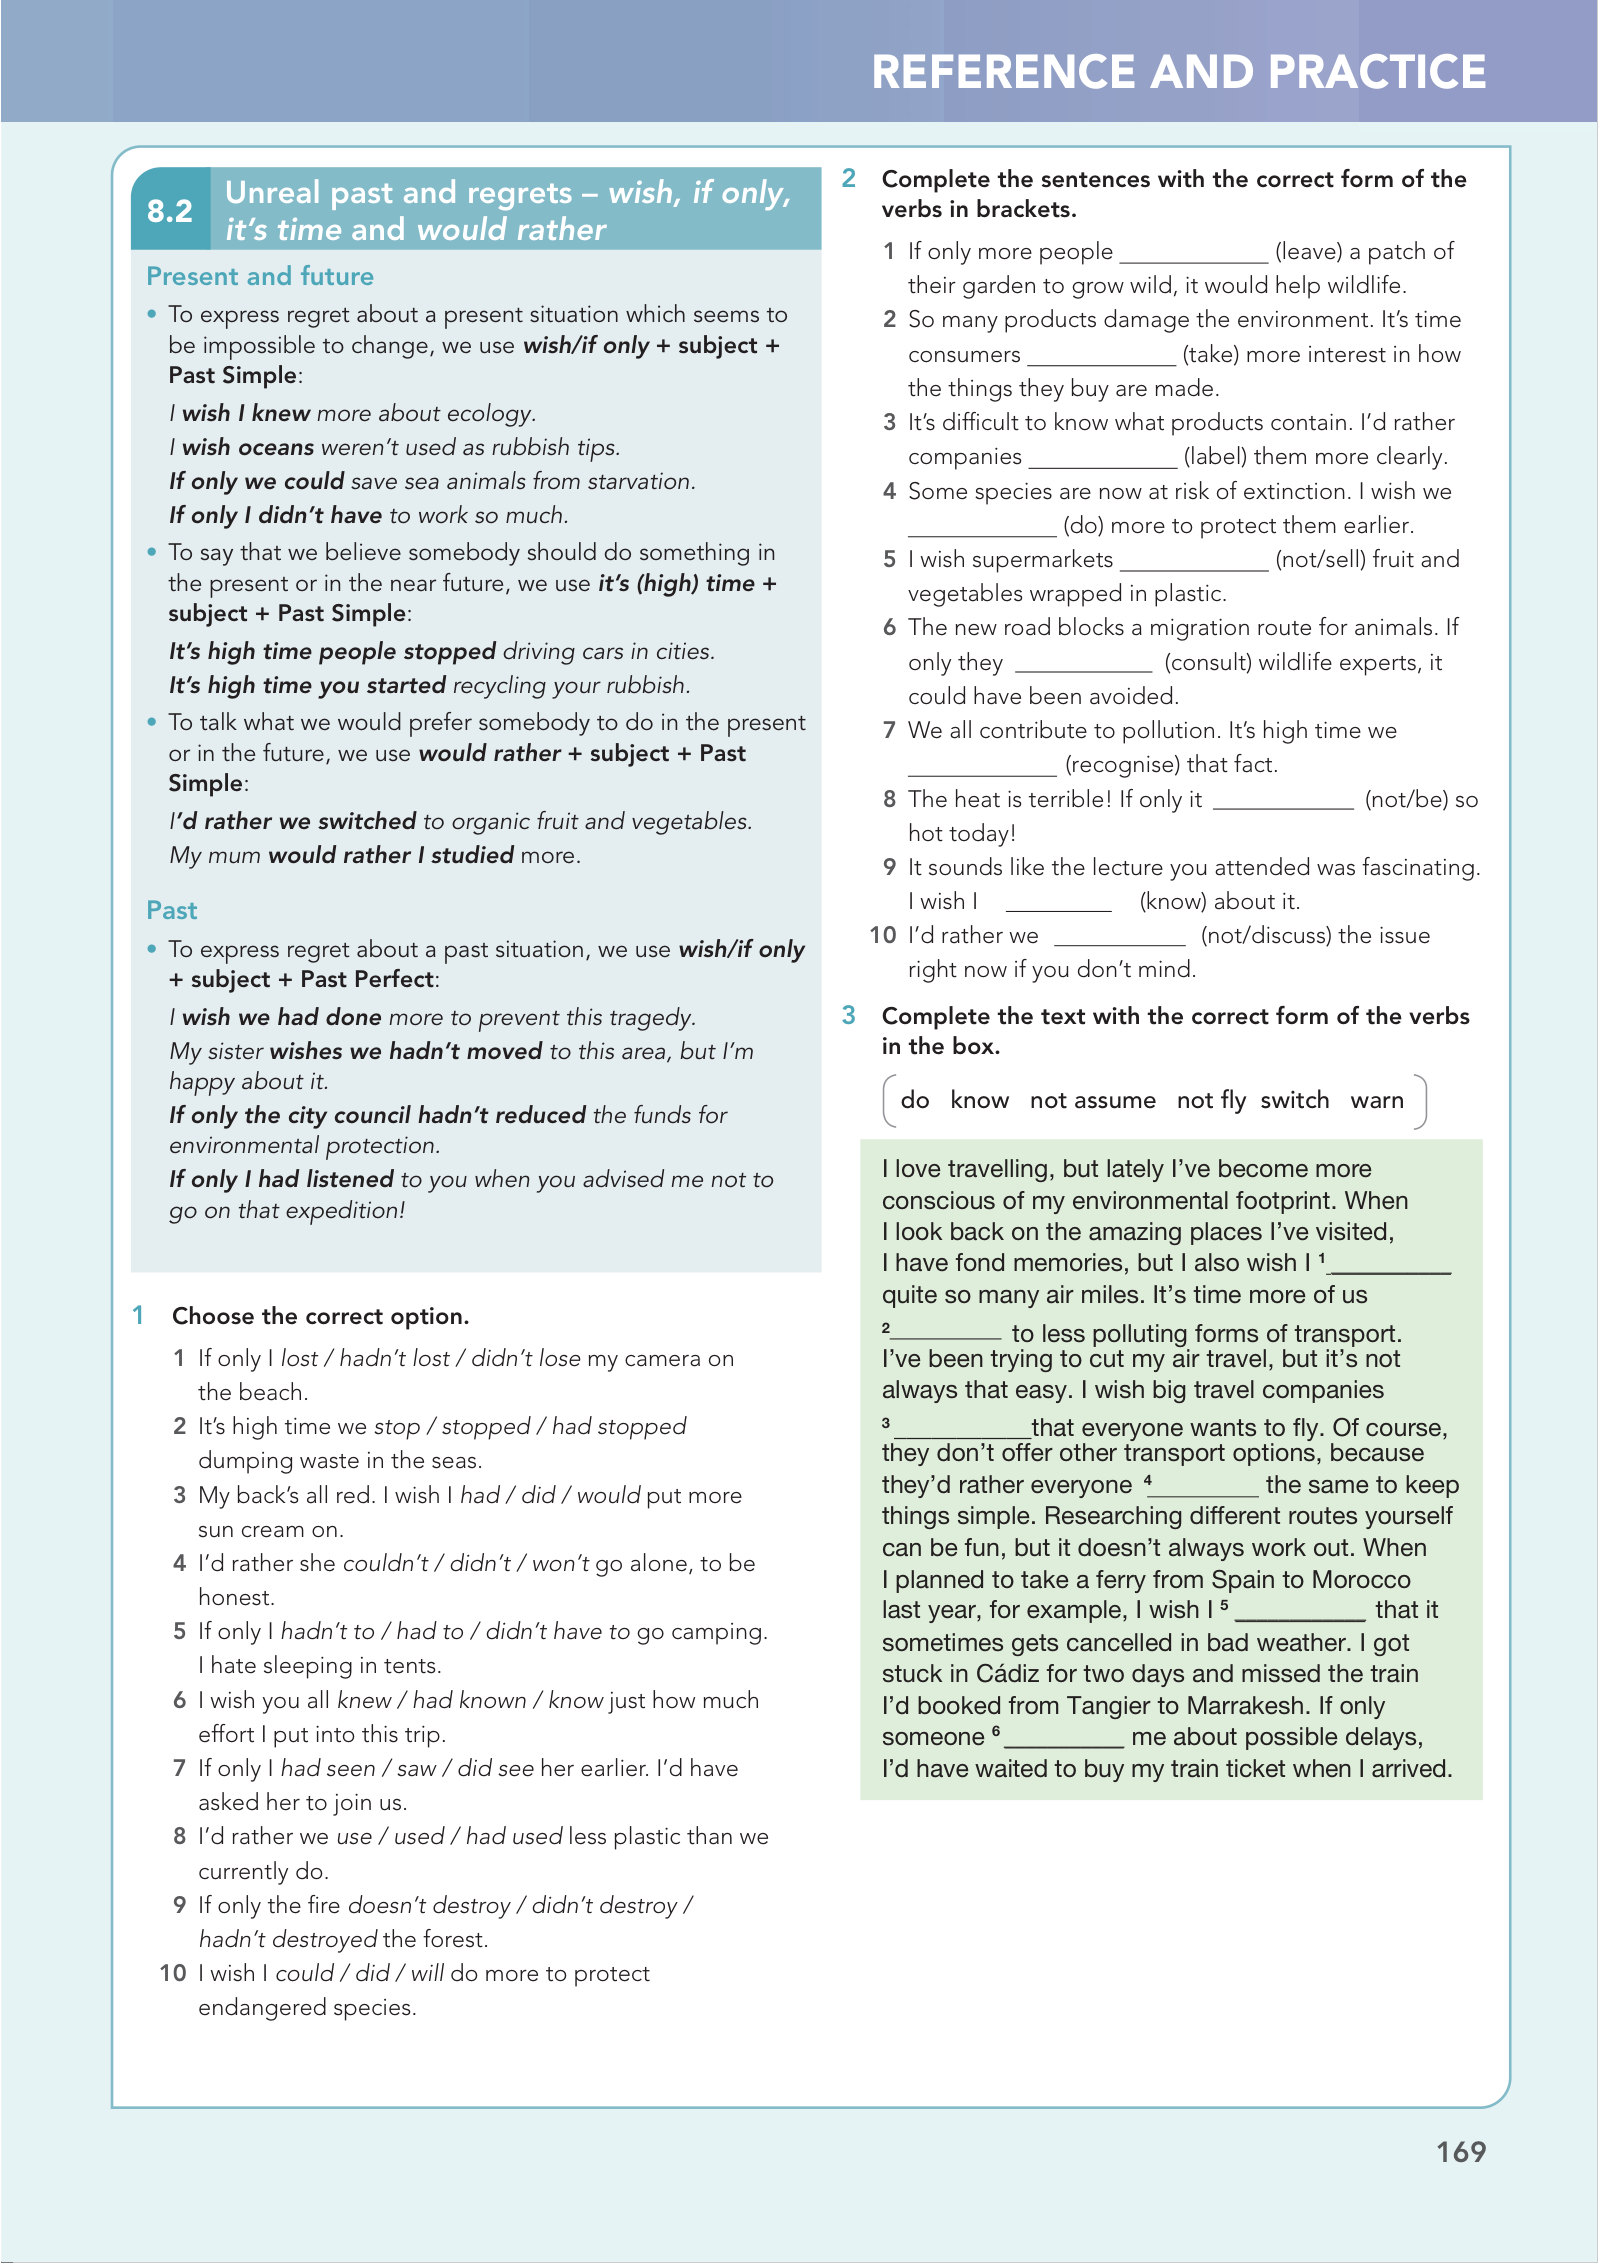 REFERENCE AND PRACTICE
8.2
Unreal past and regrets – wish, if only,
it’s time and would rather
Present and future
• To express regret about a present situation which seems to
be impossible to change, we use wish/if only + subject +
Past Simple:
I wish I knew more about ecology.
I wish oceans weren’t used as rubbish tips.
If only we could save sea animals from starvation.
If only I didn’t have to work so much.
• To say that we believe somebody should do something in
the present or in the near future, we use it’s (high) time +
subject + Past Simple:
It’s high time people stopped driving cars in cities.
It’s high time you started recycling your rubbish.
• To talk what we would prefer somebody to do in the present
or in the future, we use would rather + subject + Past
Simple:
I’d rather we switched to organic fruit and vegetables.
My mum would rather I studied more.
Past
• To express regret about a past situation, we use wish/if only
+ subject + Past Perfect:
I wish we had done more to prevent this tragedy.
My sister wishes we hadn’t moved to this area, but I’m
happy about it.
If only the city council hadn’t reduced the funds for
environmental protection.
If only I had listened to you when you advised me not to
go on that expedition!
1 Choose the correct option.
1 If only I lost / hadn’t lost / didn’t lose my camera on
the beach.
2 It’s high time we stop / stopped / had stopped
dumping waste in the seas.
3 My back’s all red. I wish I had / did / would put more
sun cream on.
4 I’d rather she couldn’t / didn’t / won’t go alone, to be
honest.
5 If only I hadn’t to / had to / didn’t have to go camping.
I hate sleeping in tents.
6 I wish you all knew / had known / know just how much
effort I put into this trip.
7 If only I had seen / saw / did see her earlier. I’d have
asked her to join us.
8 I’d rather we use / used / had used less plastic than we
currently do.
9 If only the fire doesn’t destroy / didn’t destroy /
hadn’t destroyed the forest.
10 I wish I could / did / will do more to protect
endangered species.
2 Complete the sentences with the correct form of the
verbs in brackets.
1 If only more people ____________ (leave) a patch of
their garden to grow wild, it would help wildlife.
2 So many products damage the environment. It’s time
consumers ____________ (take) more interest in how
the things they buy are made.
3 It’s difficult to know what products contain. I’d rather
companies ____________ (label) them more clearly.
4 Some species are now at risk of extinction. I wish we
____________ (do) more to protect them earlier.
5 I wish supermarkets ____________ (not/sell) fruit and
vegetables wrapped in plastic.
6 The new road blocks a migration route for animals. If
only they ___________ (consult) wildlife experts, it
could have been avoided.
7 We all contribute to pollution. It’s high time we
____________ (recognise) that fact.
8 The heat is terrible! If only it ___________ (not/be) so
hot today!
9 It sounds like the lecture you attended was fascinating.
I wish I ________ (know) about it.
10 I’d rather we __________ (not/discuss) the issue
right now if you don’t mind.
3 Complete the text with the correct form of the verbs
in the box.
do know not assume not fly switch warn
I love travelling, but lately I’ve become more
conscious of my environmental footprint. When
I look back on the amazing places I’ve visited,
I have fond memories, but I also wish I 1 _________
quite so many air miles. It’s time more of us
2 ________ to less polluting forms of transport.
I’ve been trying to cut my air travel, but it’s not
always that easy. I wish big travel companies
3 __________that everyone wants to fly. Of course,
they don’t offer other transport options, because
they’d rather everyone 4 ________ the same to keep
things simple. Researching different routes yourself
can be fun, but it doesn’t always work out. When
I planned to take a ferry from Spain to Morocco
last year, for example, I wish I 5 _________ that it
sometimes gets cancelled in bad weather. I got
stuck in Cádiz for two days and missed the train
I’d booked from Tangier to Marrakesh. If only
someone 6 _________ me about possible delays,
I’d have waited to buy my train ticket when I arrived.
169